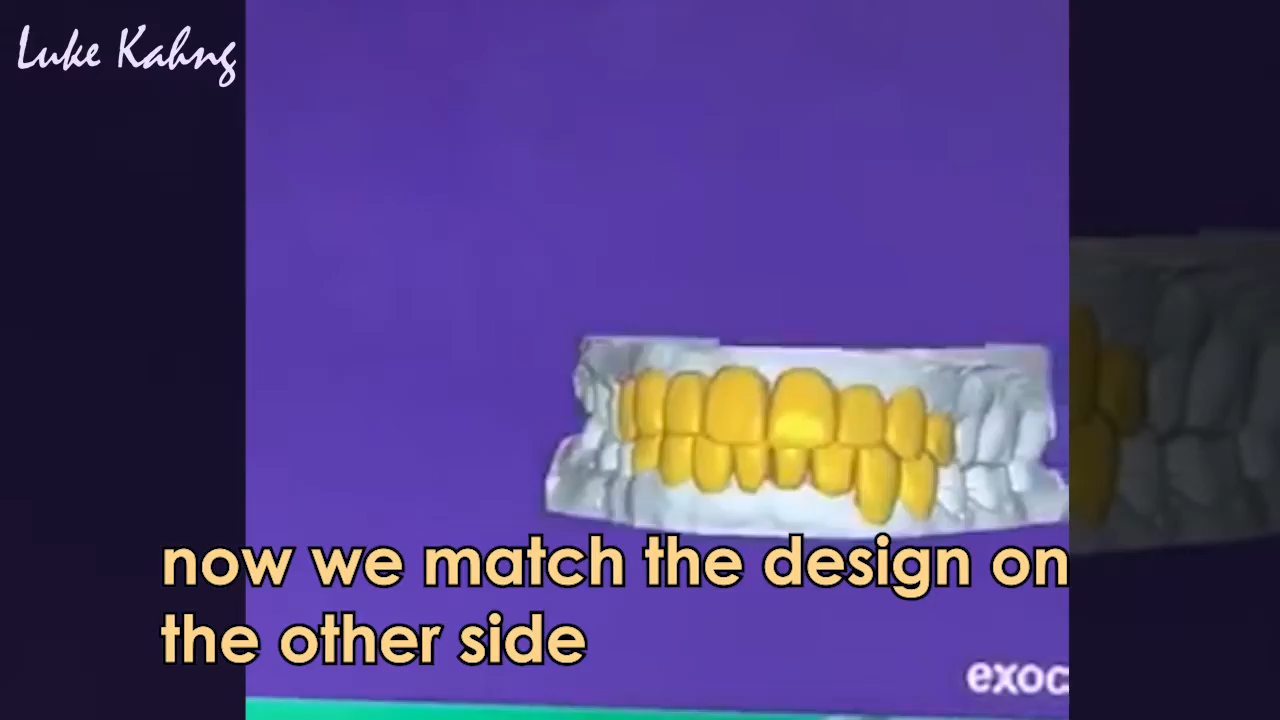 Luke Kahng
now we match the design on
the other side
exoc